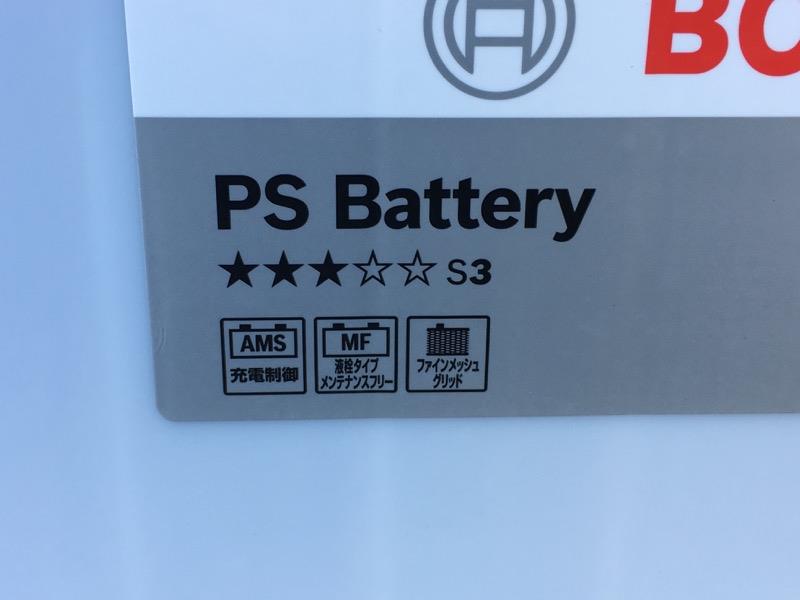 BO
PS Battery
★★★☆☆ S3
AMS
充電制御
MF
液栓タイプ
メンテナンスフリー
ファインメッシュ
グリッド